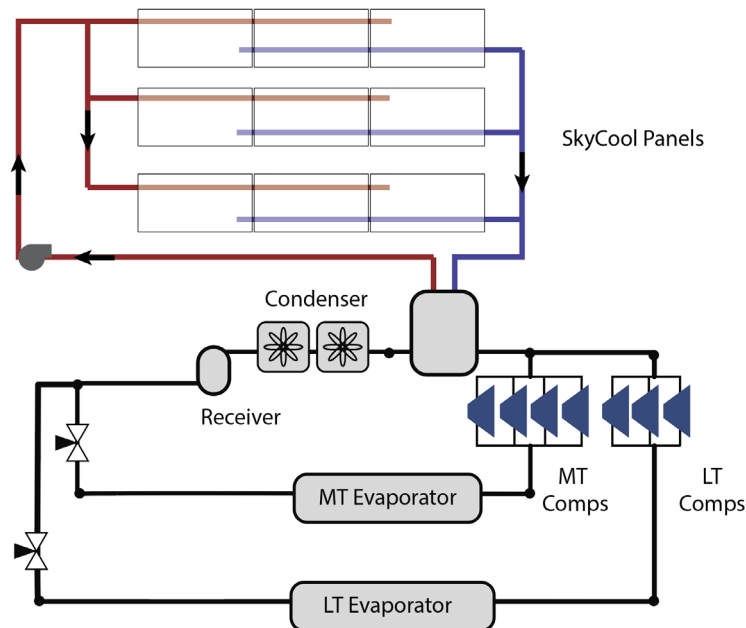 SkyCool Panels
Condenser
Receiver
MT Evaporator
MT
Comps
LT
Comps
LT Evaporator